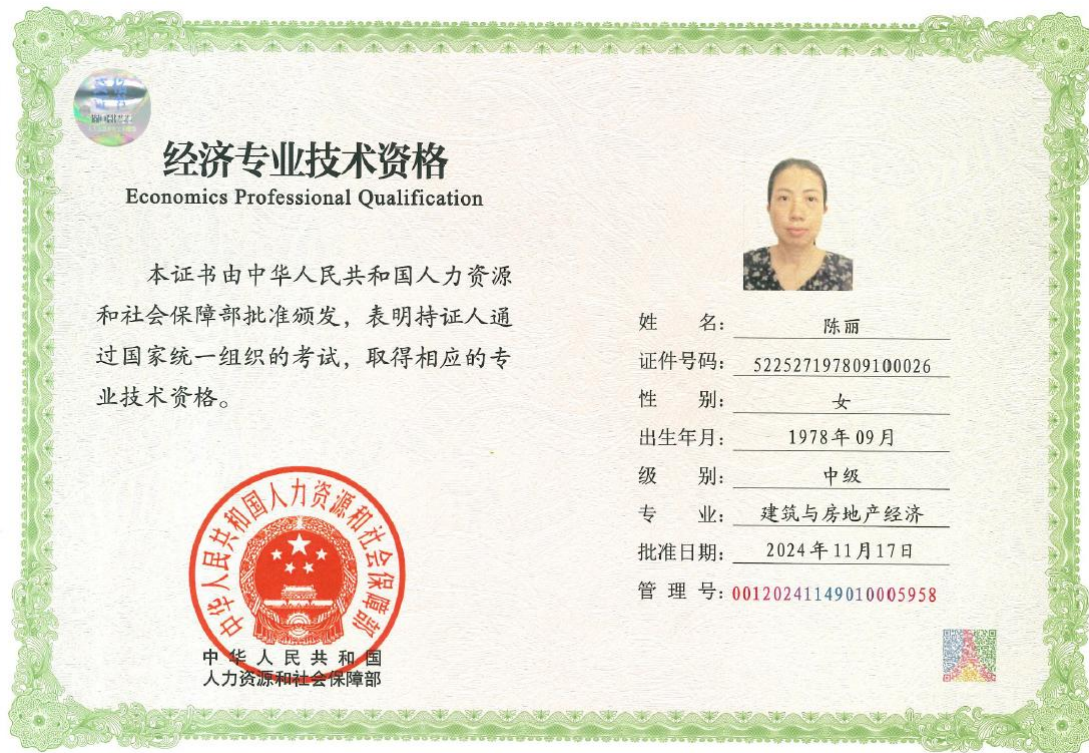 经济专业技术资格
Economics Professional Qualification
本证书由中华人民共和国人力资源
和社会保障部批准颁发，表明持证人通
过国家统一组织的考试，取得相应的专
业技术资格。
中华人民共和国人力资源和社会保障部
中华人民共和国
人力资源和社会保障部
姓名：陈丽
证件号码：522527197809100026
性别：女
出生年月：1978年09月
级别：中级
专业：建筑与房地产经济
批准日期：2024年11月17日
管理号：00120241149010005958